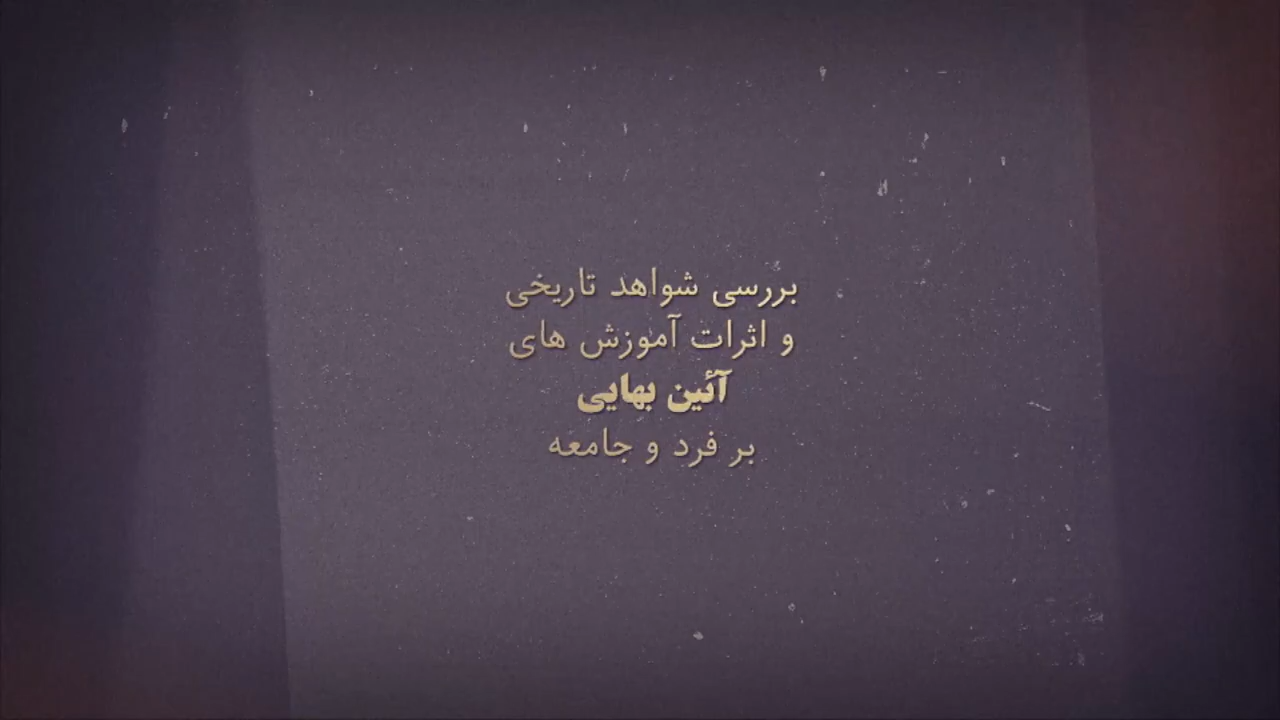 بررسی شواهد تاریخی
و اثرات آموزش های
آئین بهایی
بر فرد و جامعه